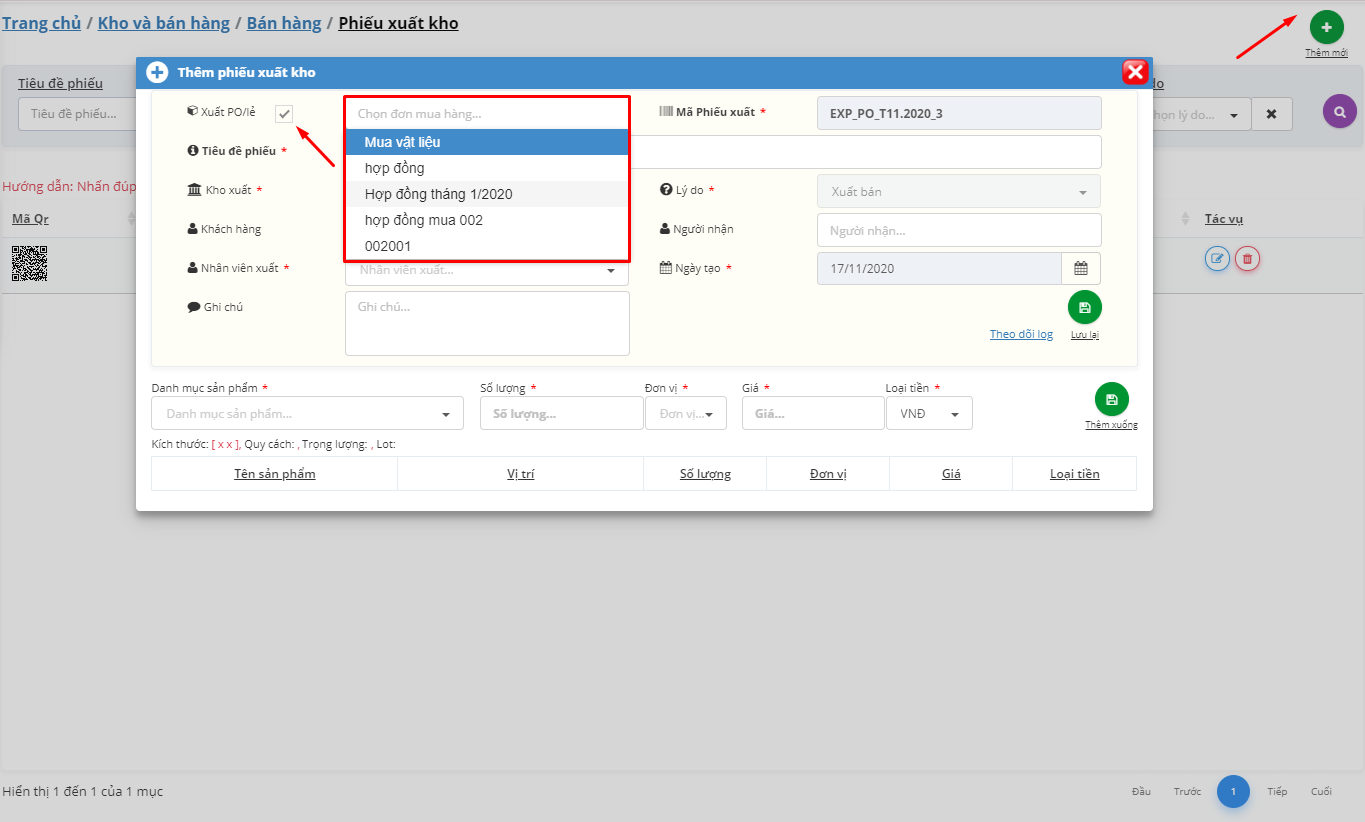 Trang chủ / Kho và bán hàng / Bán hàng / Phiếu xuất kho
Thêm mới
Tiêu đề phiếu
Tiêu đề phiếu...
do
họn lý do...
Hướng dẫn: Nhấn đúp
Mã Qr
Tác vụ
Thêm phiếu xuất kho
Xuất PO/lẻ
Chọn đơn mua hàng...
Mua vật liệu
hợp đồng
Hợp đồng tháng 1/2020
hợp đồng mua 002
002001
Mã Phiếu xuất *
EXP_PO_T11.2020_3
Tiêu đề phiếu *
Kho xuất *
Lý do *
Xuất bán
Khách hàng
Người nhận
Người nhận...
Nhân viên xuất *
Nhân viên xuất...
Ngày tạo *
17/11/2020
Ghi chú
Ghi chú...
Theo dõi log
Lưu lại
Danh mục sản phẩm *
Số lượng *
Đơn vị *
Giá *
Loại tiền *
Danh mục sản phẩm...
Số lượng...
Đơn vị...
Giá...
VNĐ
Thêm xuống
Kích thước: [ x x ], Quy cách: , Trọng lượng: , Lot:
Tên sản phẩm
Vị trí
Số lượng
Đơn vị
Giá
Loại tiền
Hiển thị 1 đến 1 của 1 mục
Đầu
Trước
1
Tiếp
Cuối